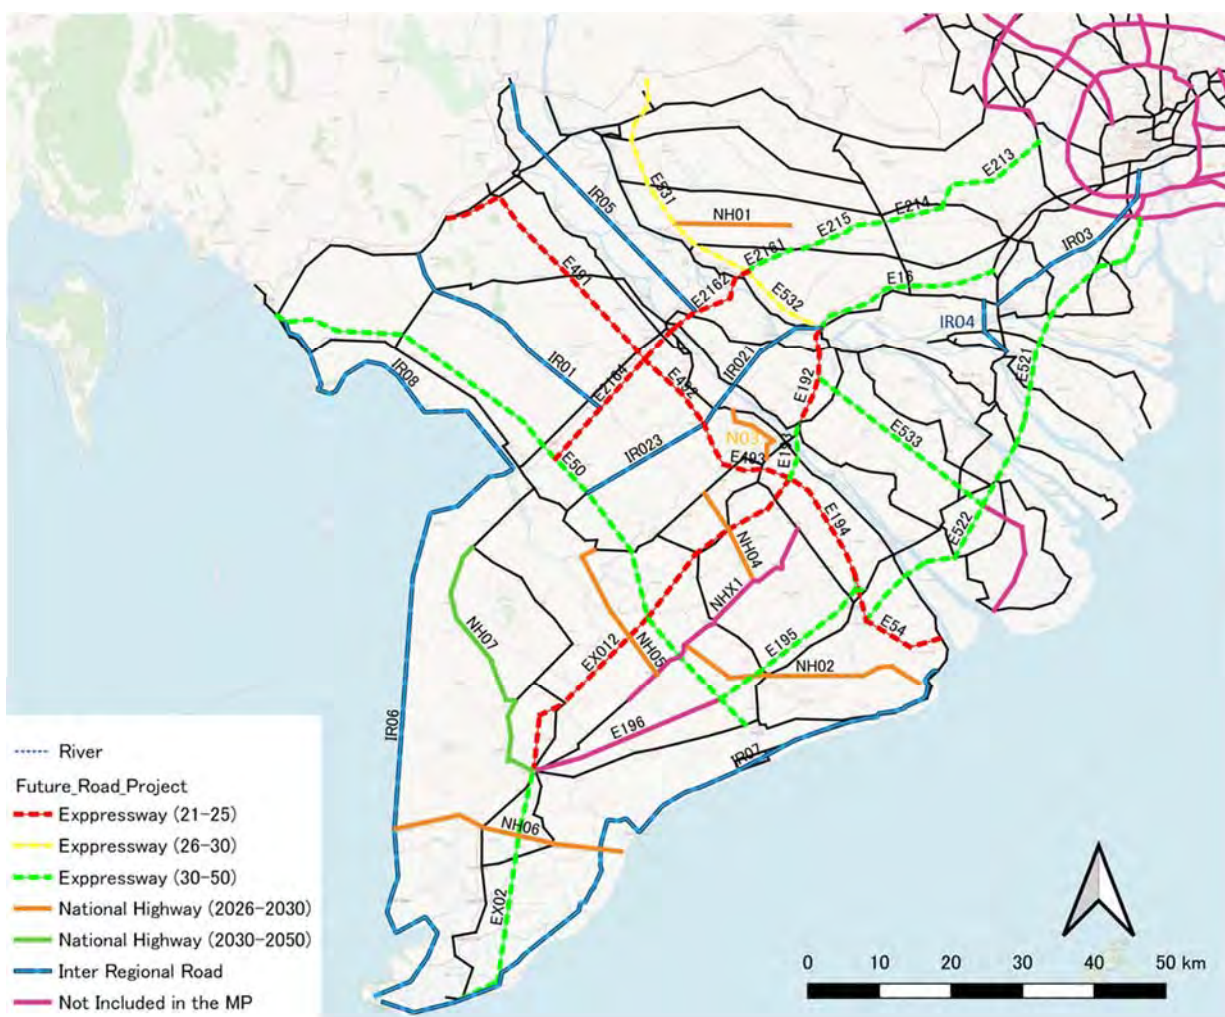 E213
E531
IR05
NH01
E214
E215
IR03
E2161
E491
E2162
E16
E532
IR04
IR021
E521
IR01
IR08
E2164
E492
E192
N03
E533
IR023
E50
E493
E194
E522
NH04
NHX1
NH07
EX012
NH05
E195
E54
NH02
IR06
E196
IR07
NH06
EX02
River
Future_Road_Project
Exppressway (21-25)
Exppressway (26-30)
Exppressway (30-50)
National Highway (2026-2030)
National Highway (2030-2050)
Inter Regional Road
Not Included in the MP
0 10 20 30 40 50 km